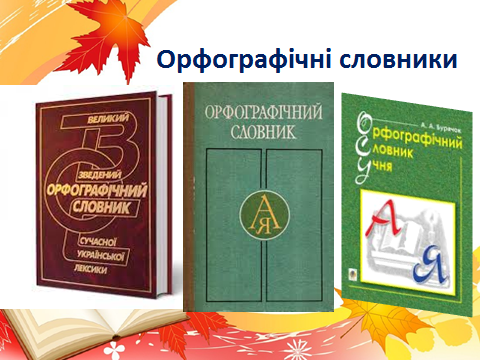 Орфографічні словники
ВЕЛИКИЙ
ЗВЕДЕНИЙ
ОРФОГРАФІЧНИЙ
СЛОВНИК
СУЧАСНОЇ
УКРАЇНСЬКОЇ
ЛЕКСИКИ
ОРФОГРАФІЧНИЙ
СЛОВНИК
А
Я
А. А. Бурячок
Орфографічний
Словник
Учня
А
Я